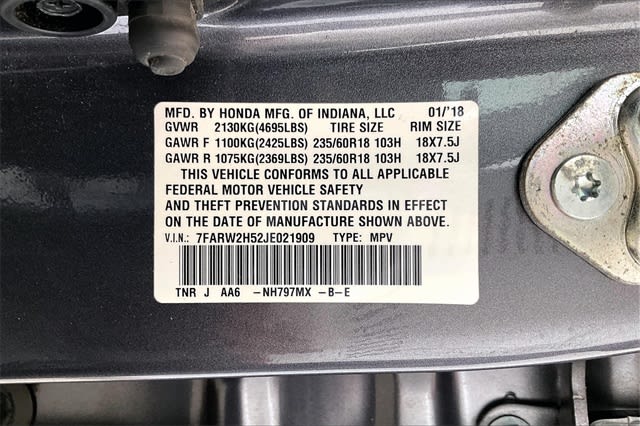 MFD. BY HONDA MFG. OF INDIANA, LLC 01/'18
GVWR 2130KG(4695LBS) TIRE SIZE RIM SIZE
GAWR F 1100KG(2425LBS) 235/60R18 103H 18X7.5J
GAWR R 1075KG(2369LBS) 235/60R18 103H 18X7.5J
THIS VEHICLE CONFORMS TO ALL APPLICABLE
FEDERAL MOTOR VEHICLE SAFETY
AND THEFT PREVENTION STANDARDS IN EFFECT
ON THE DATE OF MANUFACTURE SHOWN ABOVE.
V.I.N.: 7FARW2H52JE021909 TYPE: MPV
TNR J AA6 -NH797MX -B-E